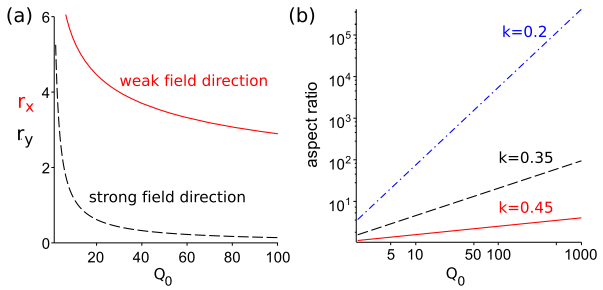 (a)
6
4
2
0
r_x
r_y
weak field direction
strong field direction
20 40 60 80 100
Q_0
(b)
aspect ratio
10^5
10^4
10^3
10^2
10^1
k=0.2
k=0.35
k=0.45
5 10 50 100 1000
Q_0